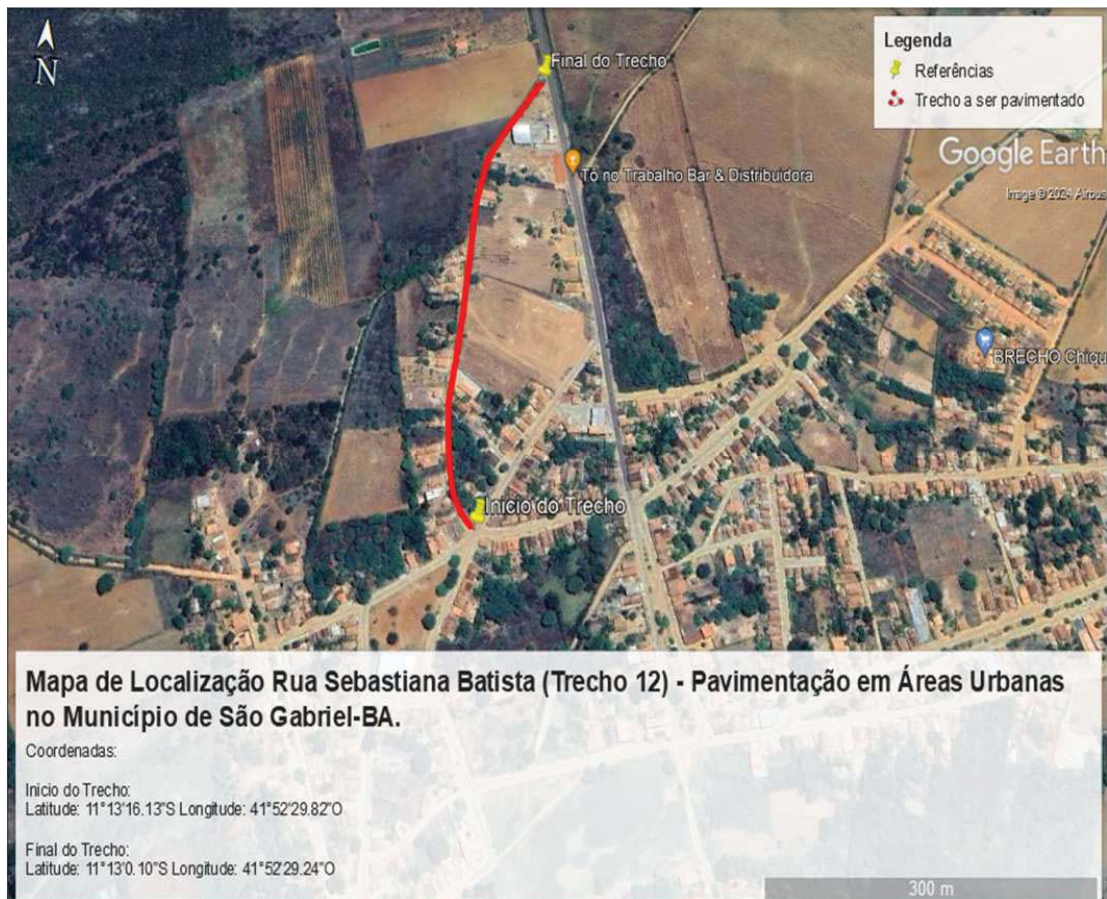 N
Final do Trecho
Legenda
Referências
Trecho a ser pavimentado
Google Earth
Image © 2024 Airbus
Tô no Trabalho Bar & Distribuidora
BRECHO Chiqu
Inicio do Trecho
Mapa de Localização Rua Sebastiana Batista (Trecho 12) - Pavimentação em Áreas Urbanas
no Município de São Gabriel-BA.
Coordenadas:
Inicio do Trecho:
Latitude: 11°13'16.13"S Longitude: 41°52'29.82"O
Final do Trecho:
Latitude: 11°13'0.10"S Longitude: 41°52'29.24"O
300 m